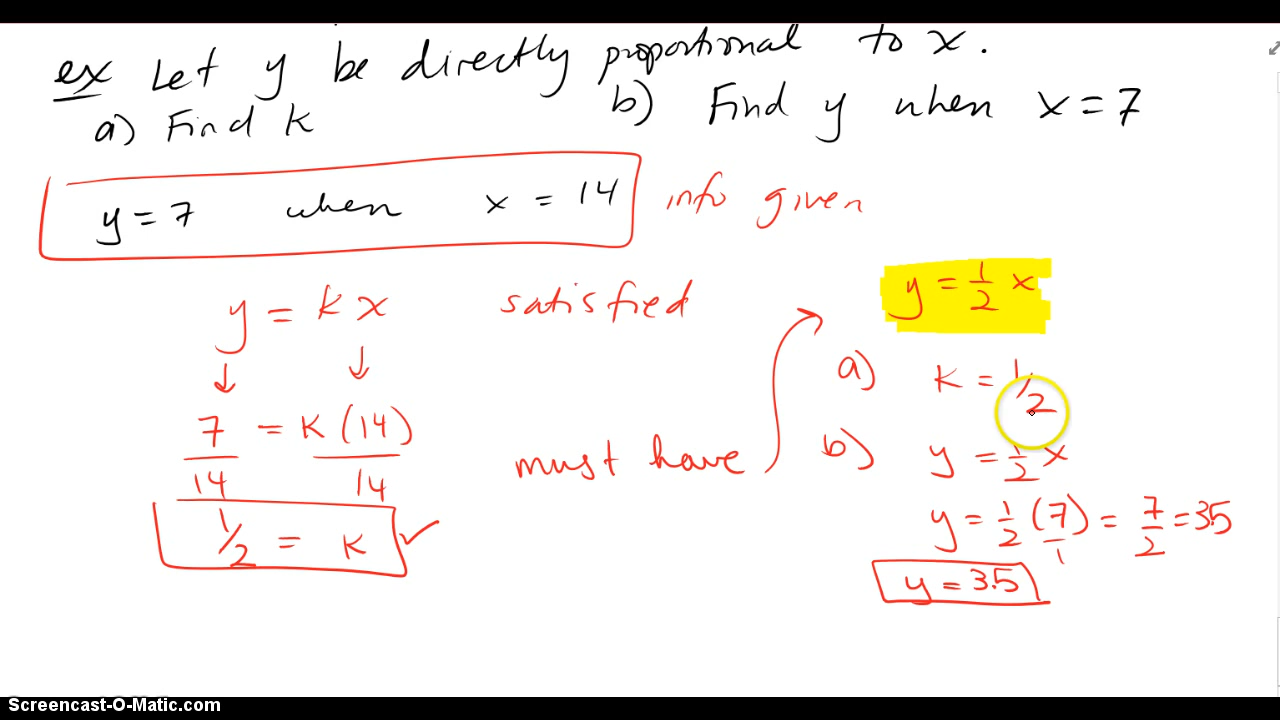 ex Let y be directly proportional to x.
a) Find k
b) Find y when x = 7
y = 7 when x = 14
info given
y = kx
satisfied
7 = k (14)
14 14
1/2 = k
must have
y = 1/2 x
a) k = 1/2
b) y = 1/2 x
y = 1/2 (7) = 7/2 = 3.5
1
y = 3.5
Screencast-O-Matic.com